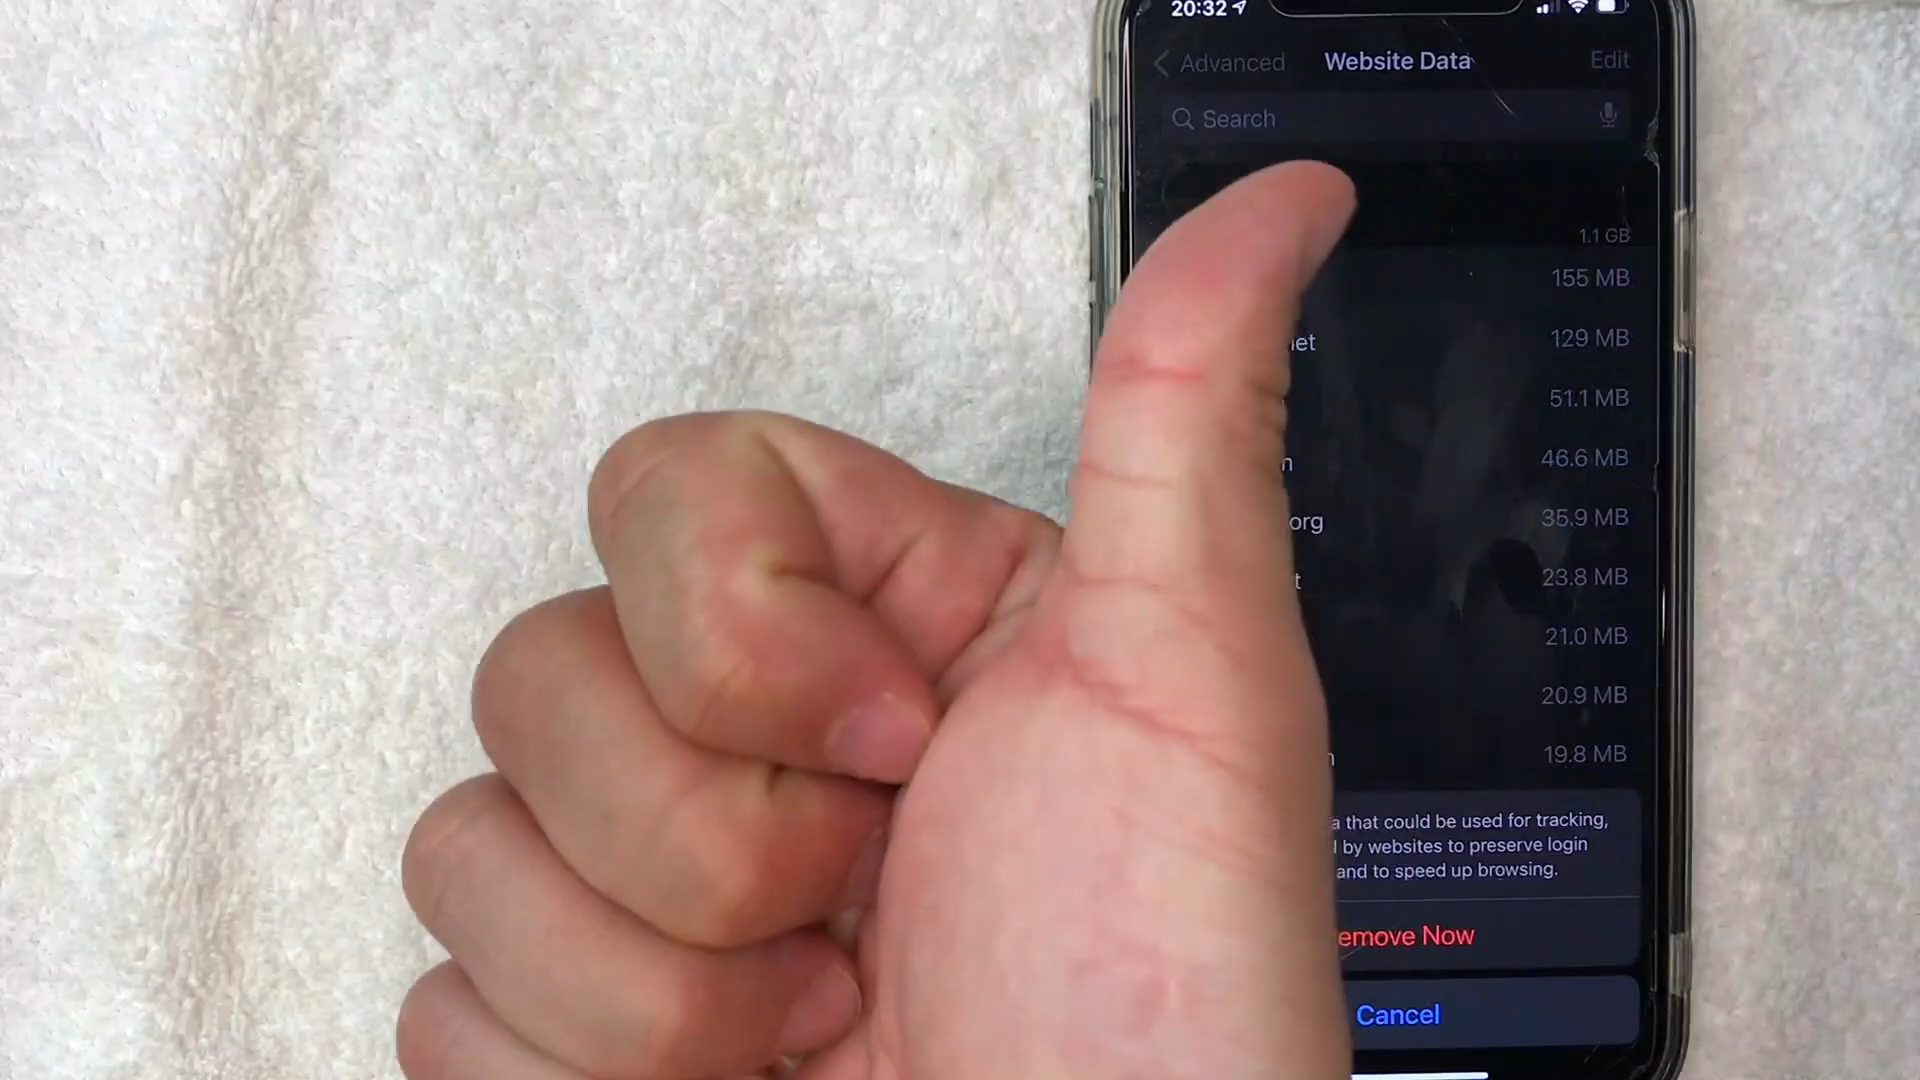 20:32
Advanced Website Data Edit
Search
1.1 GB
155 MB
129 MB
51.1 MB
46.6 MB
org 35.9 MB
23.8 MB
21.0 MB
20.9 MB
19.8 MB
that could be used for tracking,
by websites to preserve login
and to speed up browsing.
emove Now
Cancel